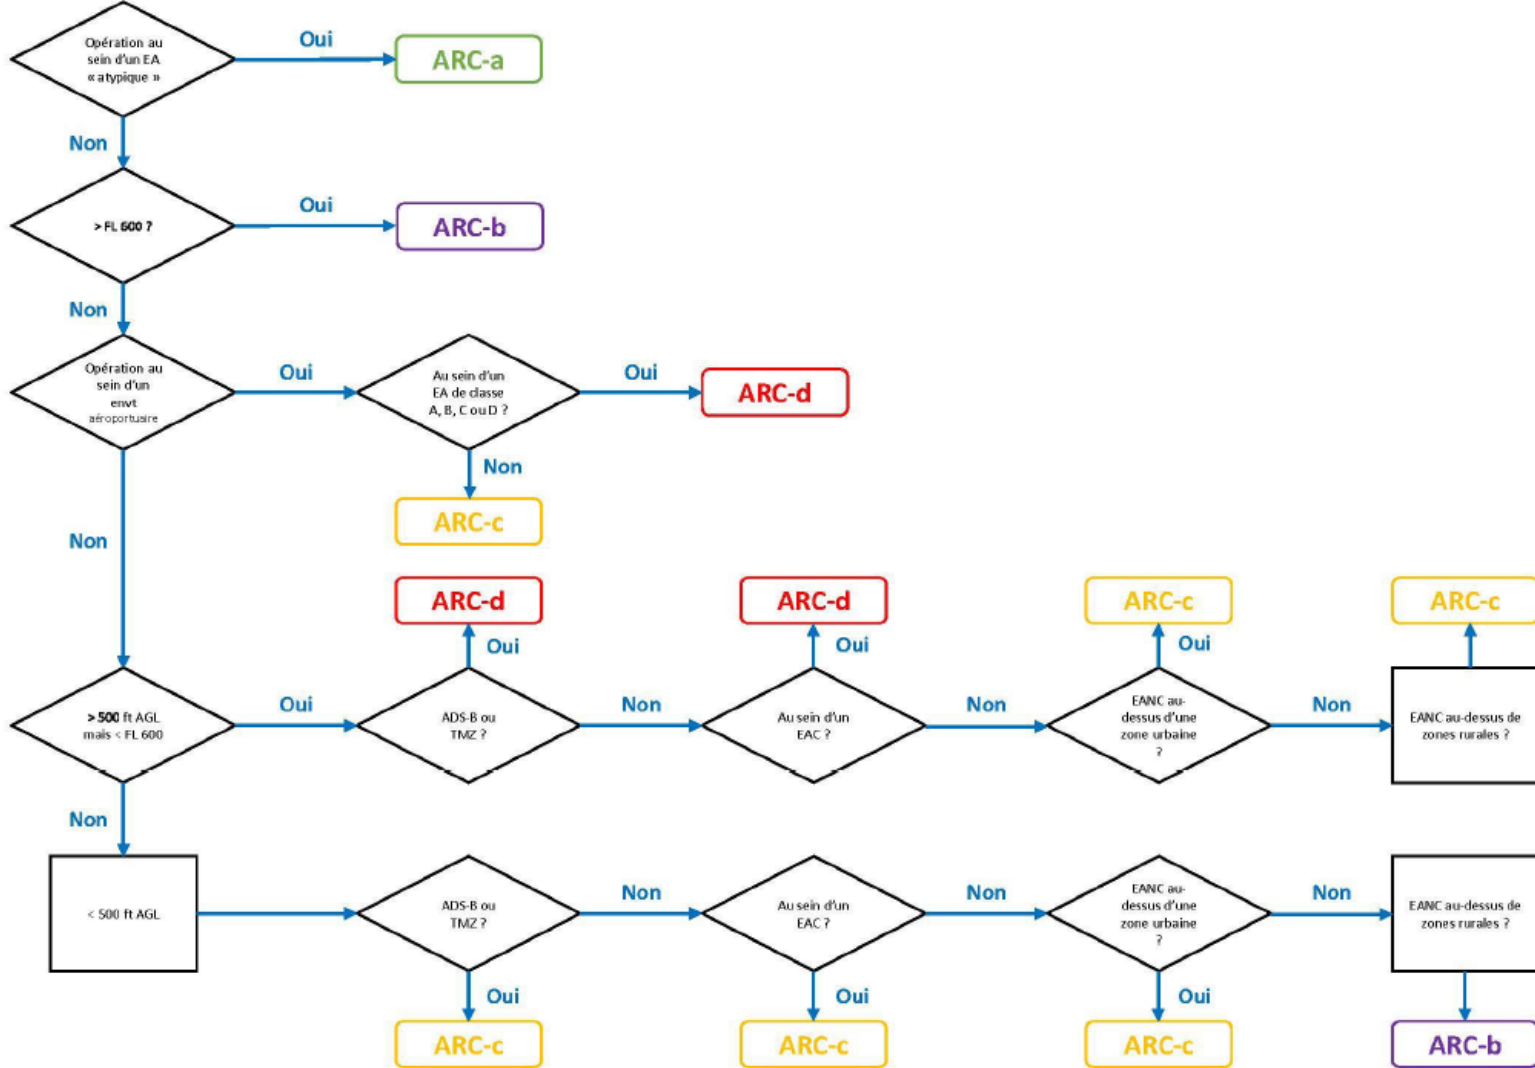 Opération au
sein d'un EA
« atypique »
Oui
ARC-a
Non
> FL 600 ?
Oui
ARC-b
Non
Opération au
sein d'un
envt
aéroportuaire
Oui
Au sein d'un
EA de classe
A, B, C ou D ?
Oui
ARC-d
Non
ARC-c
Non
ARC-d
ARC-d
ARC-c
ARC-c
Oui
Oui
Oui
> 500 ft AGL
mais < FL 600
Oui
ADS-B ou
TMZ ?
Non
Au sein d'un
EAC ?
Non
EANC au-
dessus d'une
zone urbaine
?
Non
EANC au-dessus de
zones rurales ?
Non
< 500 ft AGL
ADS-B ou
TMZ ?
Non
Au sein d'un
EAC ?
Non
EANC au-
dessus d'une
zone urbaine
?
Non
EANC au-dessus de
zones rurales ?
Oui
Oui
Oui
ARC-c
ARC-c
ARC-c
ARC-b